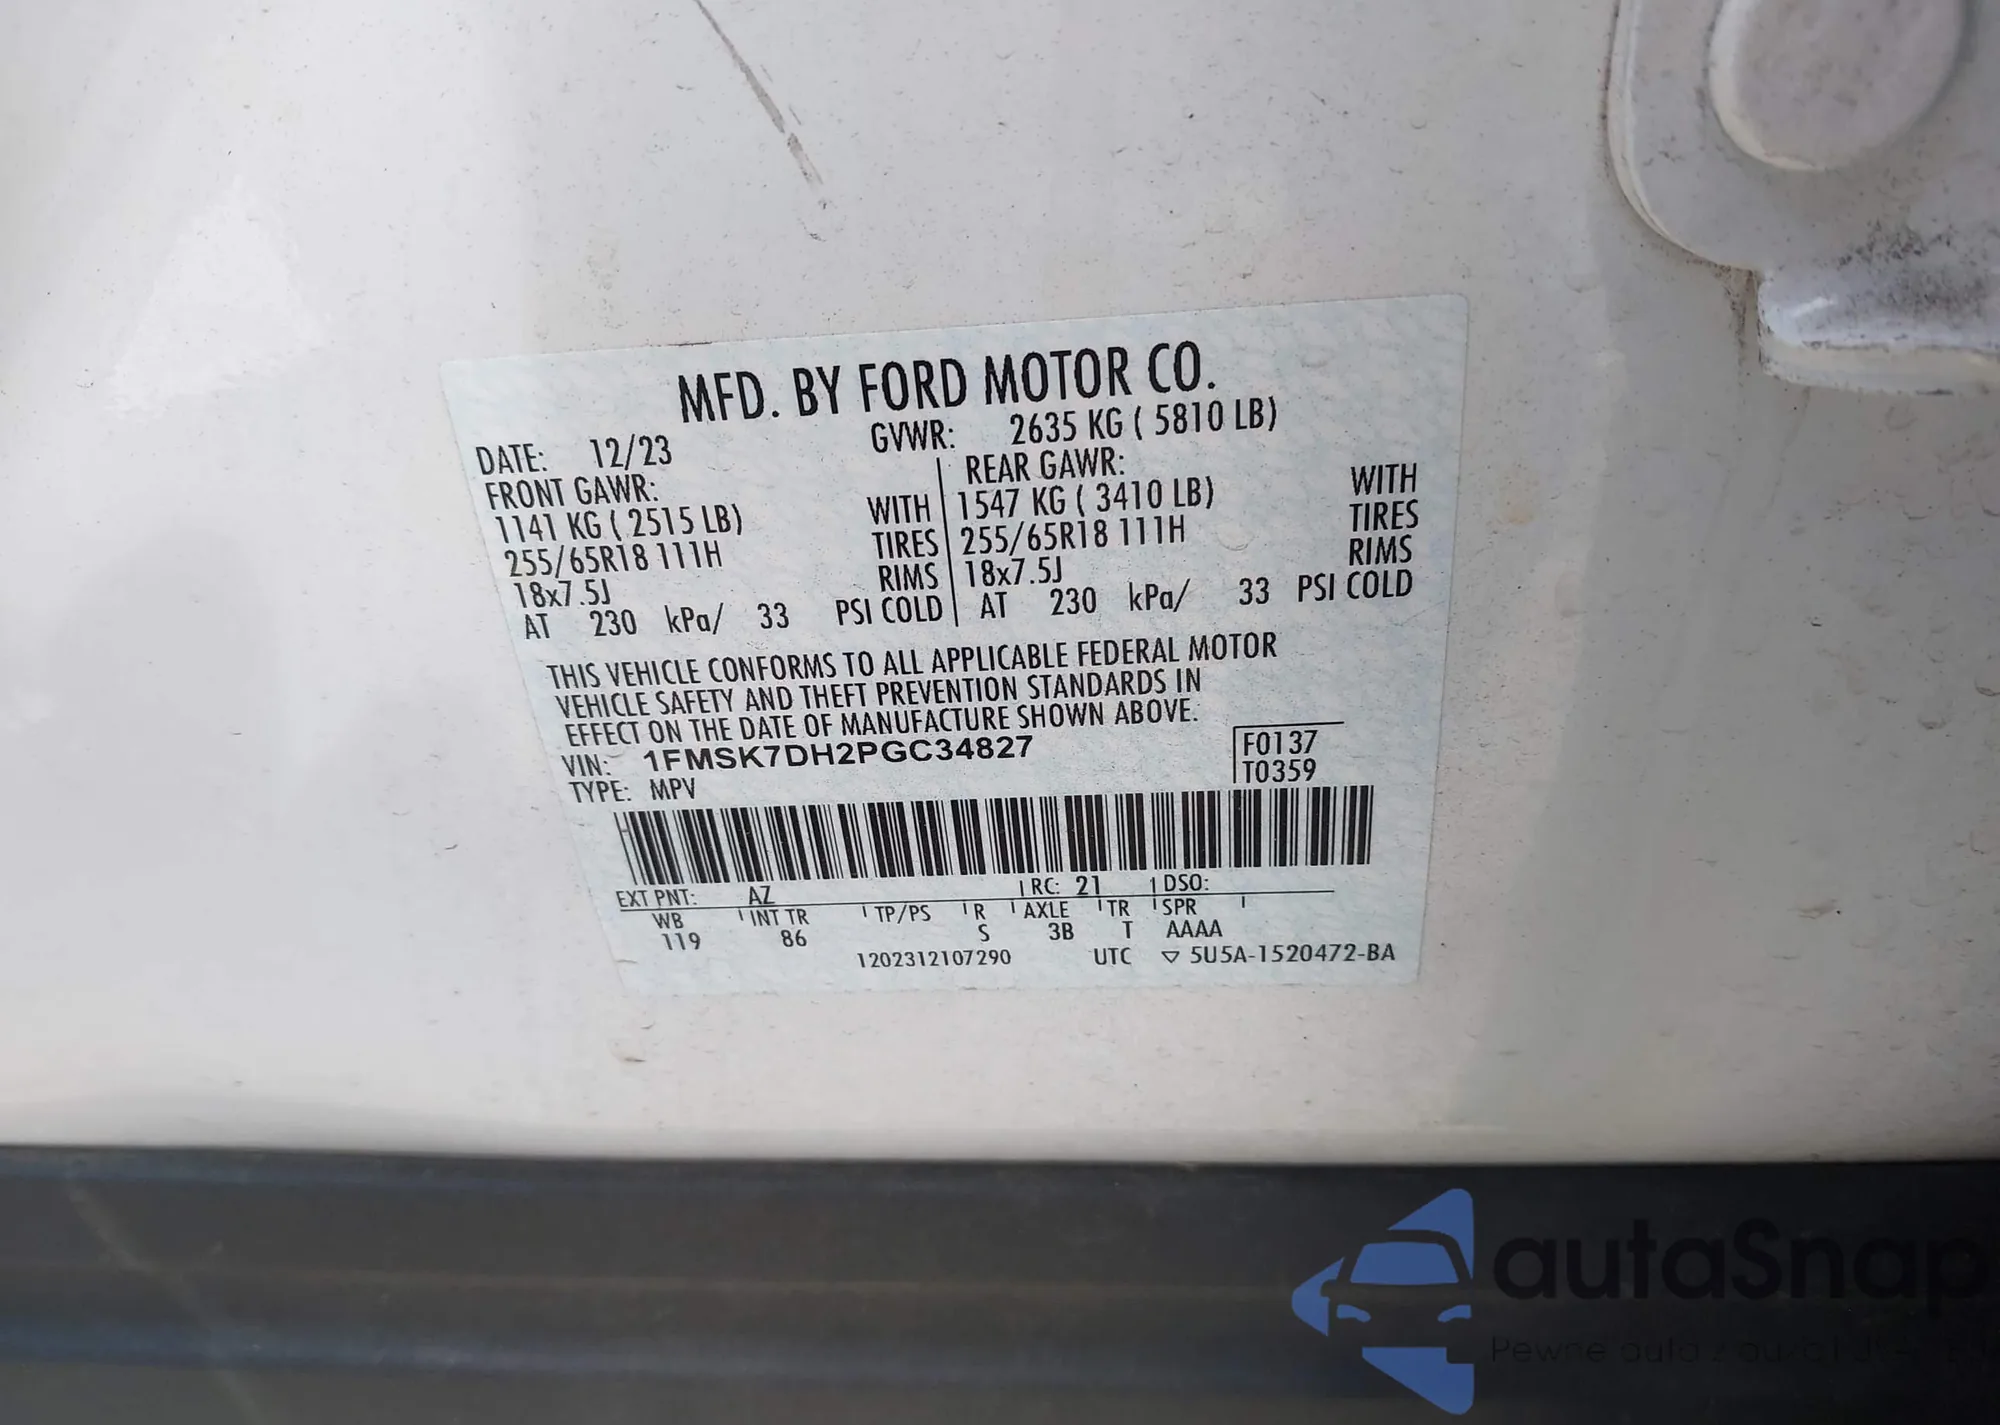 MFD. BY FORD MOTOR CO.
DATE: 12/23 GVWR: 2635 KG ( 5810 LB)
FRONT GAWR: REAR GAWR:
1141 KG ( 2515 LB) WITH 1547 KG ( 3410 LB) WITH
255/65R18 111H TIRES 255/65R18 111H TIRES
18x7.5J RIMS 18x7.5J RIMS
AT 230 kPa/ 33 PSI COLD AT 230 kPa/ 33 PSI COLD
THIS VEHICLE CONFORMS TO ALL APPLICABLE FEDERAL MOTOR
VEHICLE SAFETY AND THEFT PREVENTION STANDARDS IN
EFFECT ON THE DATE OF MANUFACTURE SHOWN ABOVE.
VIN: 1FMSK7DH2PGC34827 F0137
TYPE: MPV T0359
EXT PNT: AZ RC: 21 DSO:
WB INT TR TP/PS R AXLE TR SPR
119 86 S 3B T AAAA
1202312107290 UTC ▽ 5U5A-1520472-BA
autaSnap
Pewne auta z